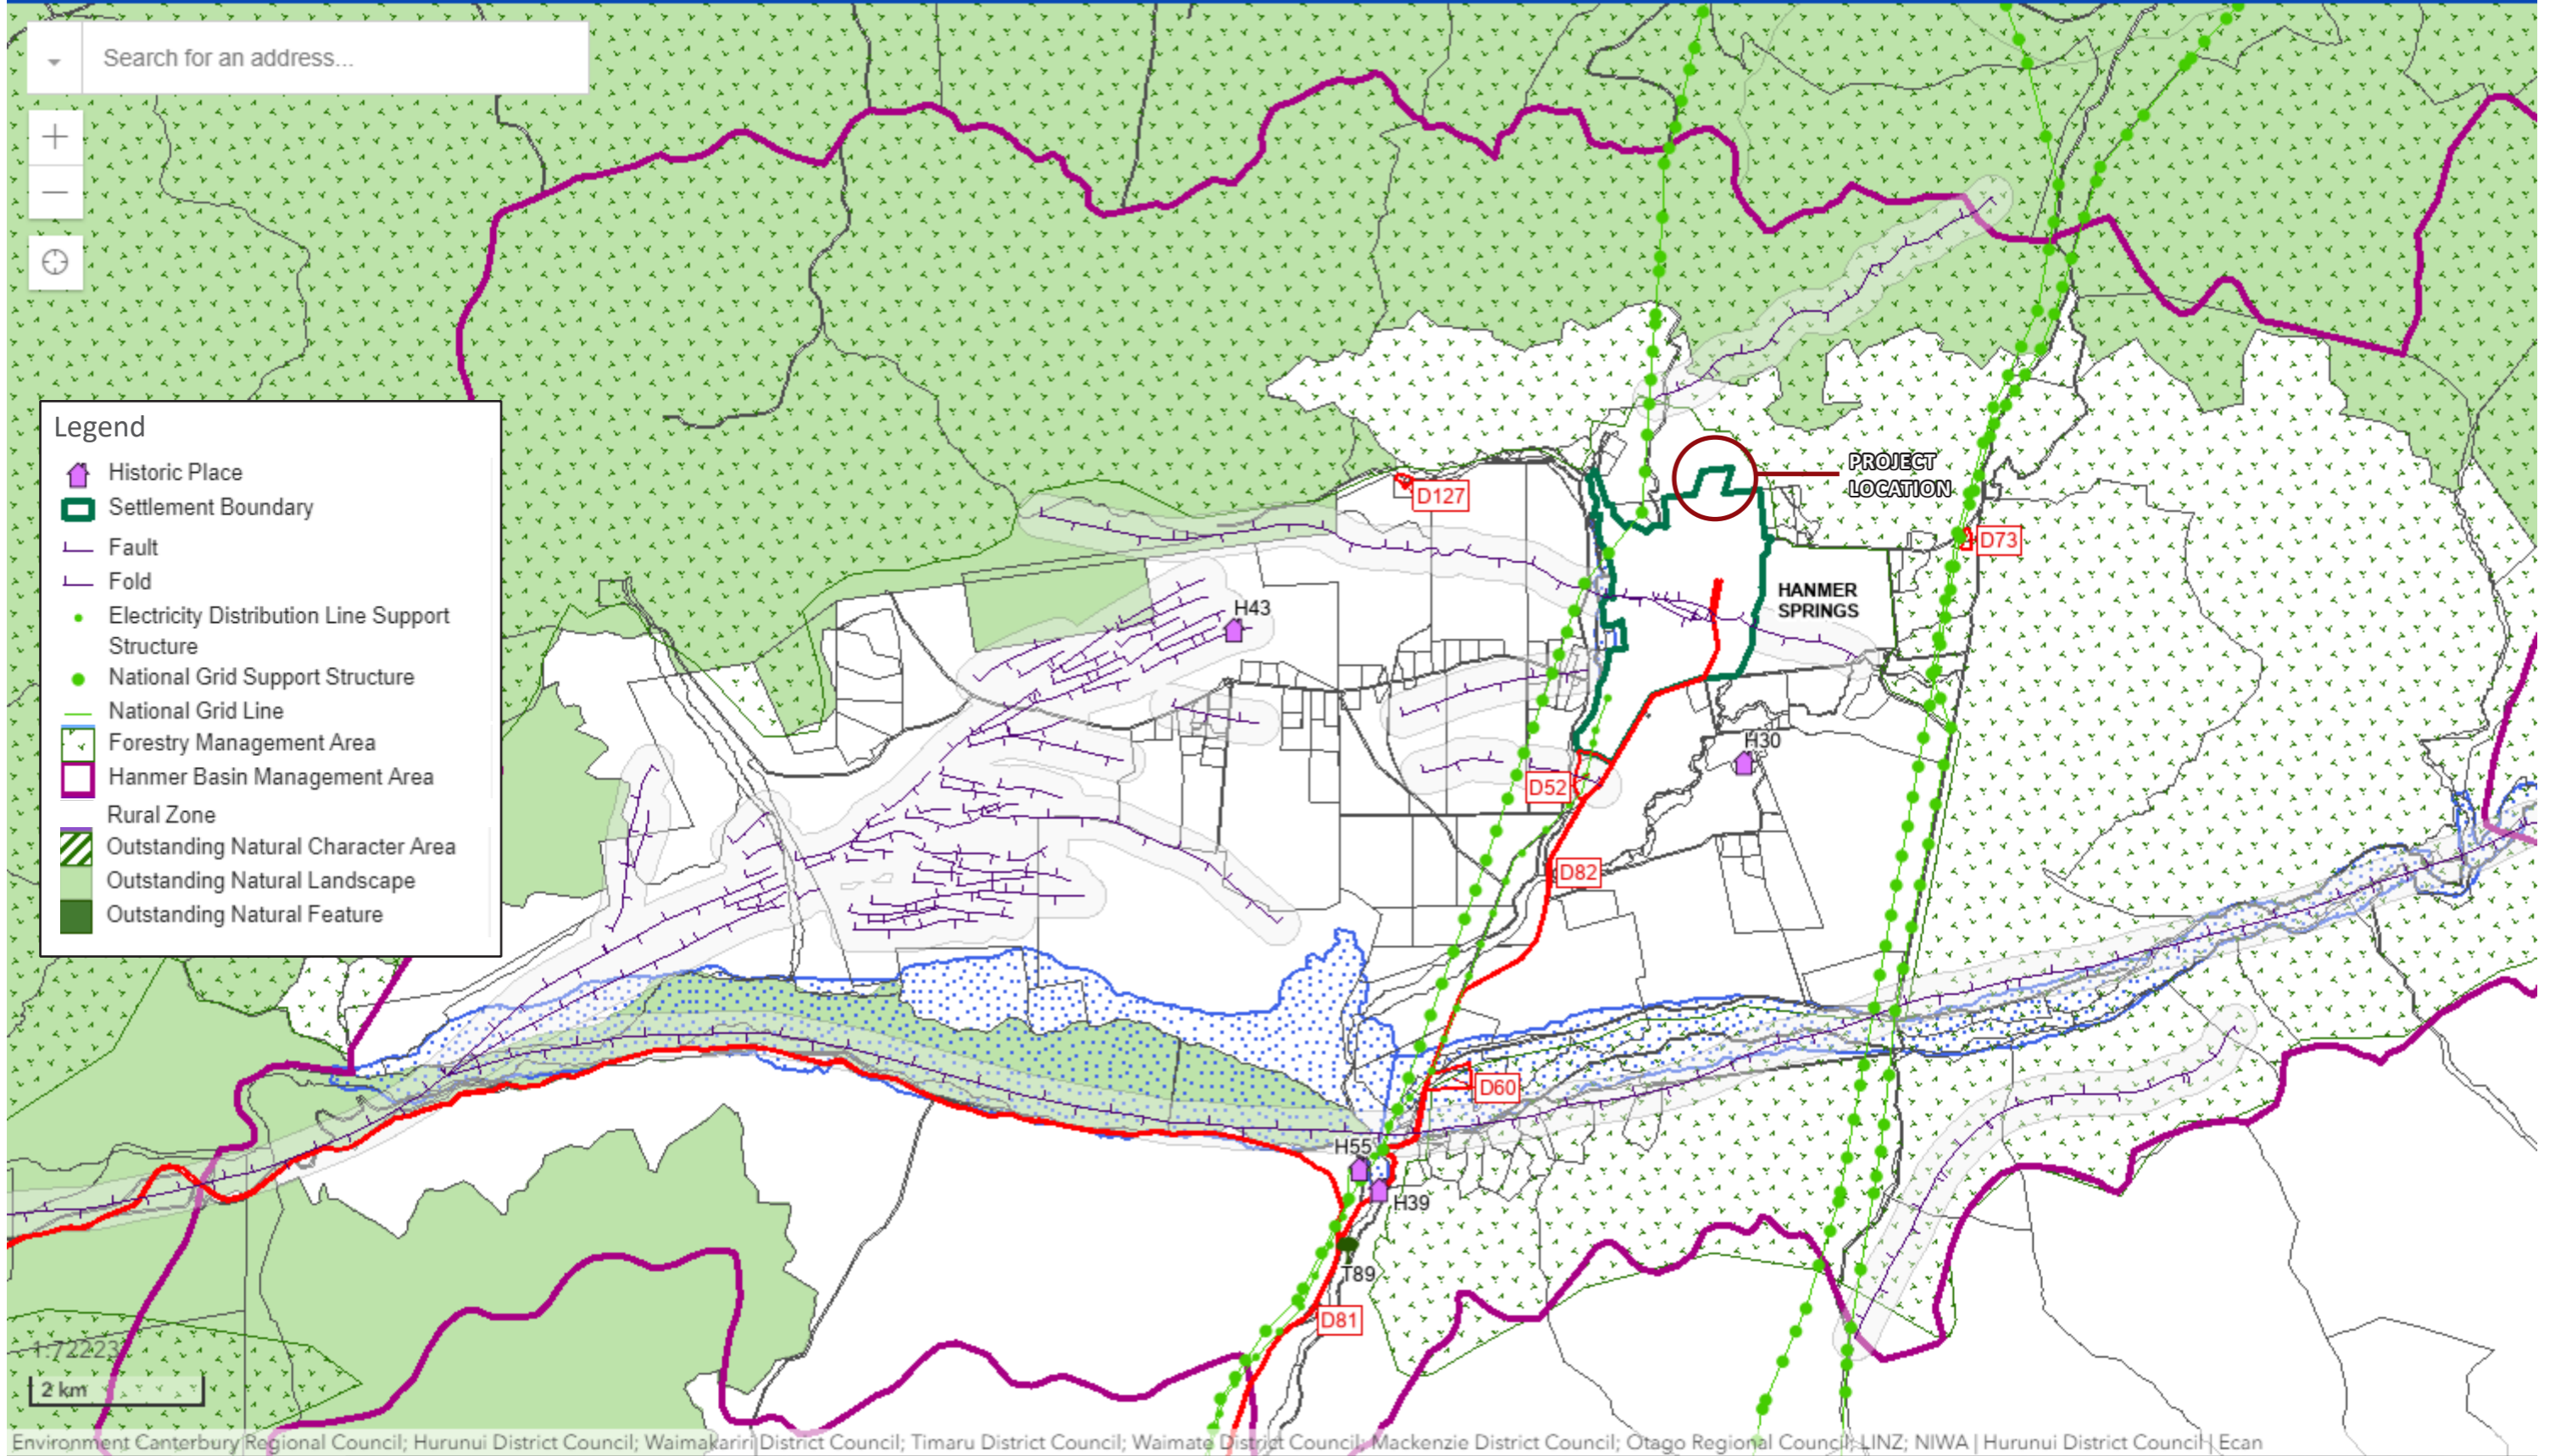 Search for an address...
Legend
Historic Place
Settlement Boundary
Fault
Fold
Electricity Distribution Line Support
Structure
National Grid Support Structure
National Grid Line
Forestry Management Area
Hanmer Basin Management Area
Rural Zone
Outstanding Natural Character Area
Outstanding Natural Landscape
Outstanding Natural Feature
PROJECT
LOCATION
D127
D73
HANMER
SPRINGS
H43
H30
D52
D82
D60
H55
H39
T89
D81
1:72223
2 km
Environment Canterbury Regional Council; Hurunui District Council; Waimakariri District Council; Timaru District Council; Waimate District Council; Mackenzie District Council; Otago Regional Council; LINZ; NIWA | Hurunui District Council | Ecan